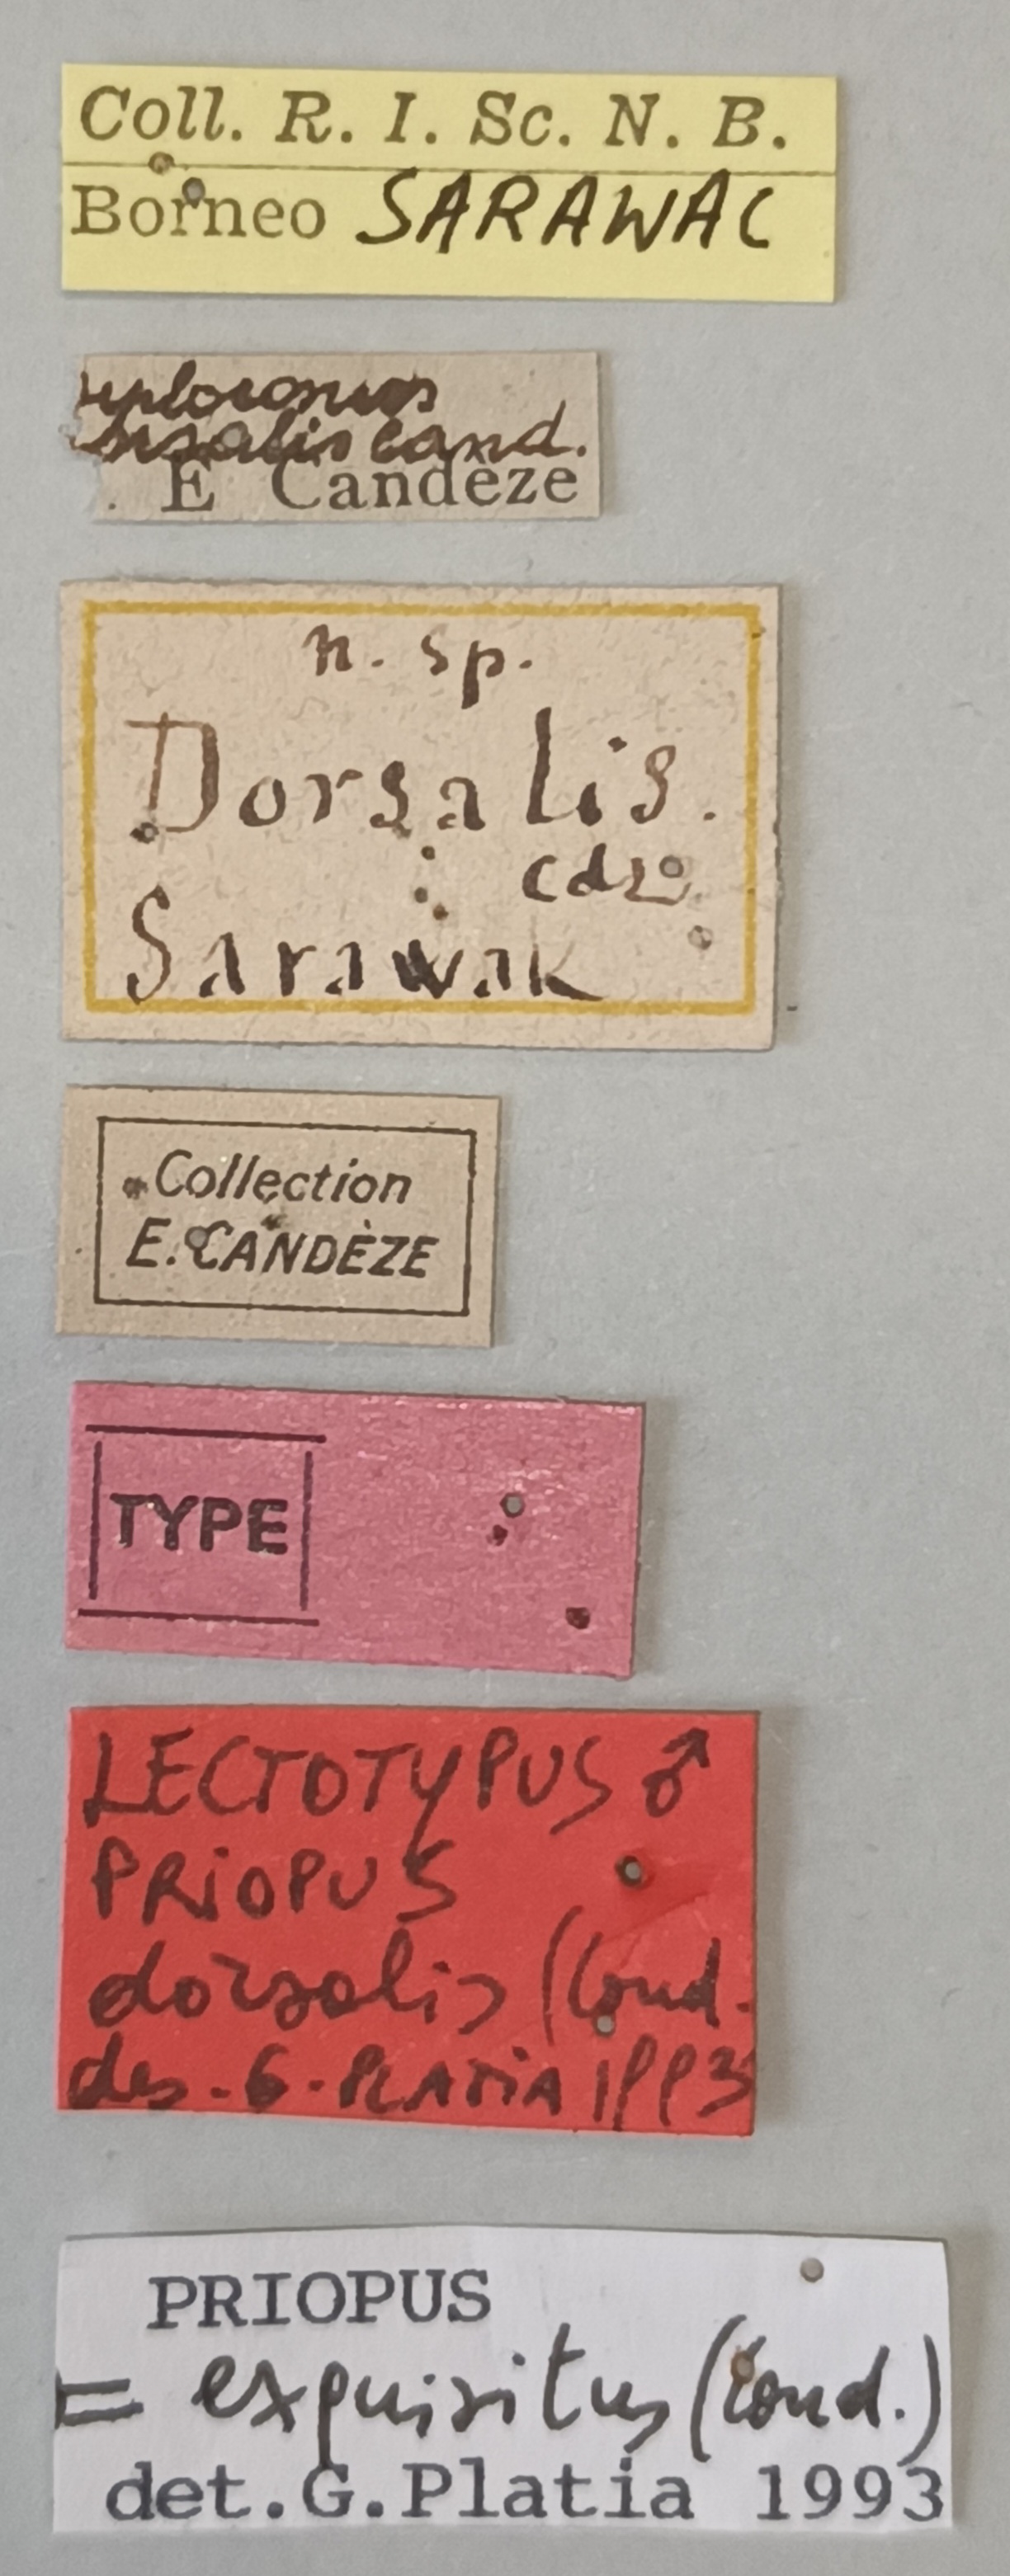 Coll. R. I. Sc. N. B.
Borneo SARAWAC
salis Cand.
E Candèze
n. sp.
Dorsalis.
cdz
Sarawak
Collection
E. CANDÈZE
TYPE
LECTOTYPUS ♂
PRIOPUS
dorsalis (Cand.
des. G. PLATIA 1993
PRIOPUS
= exquisitus (Cand.)
det.G.Platia 1993